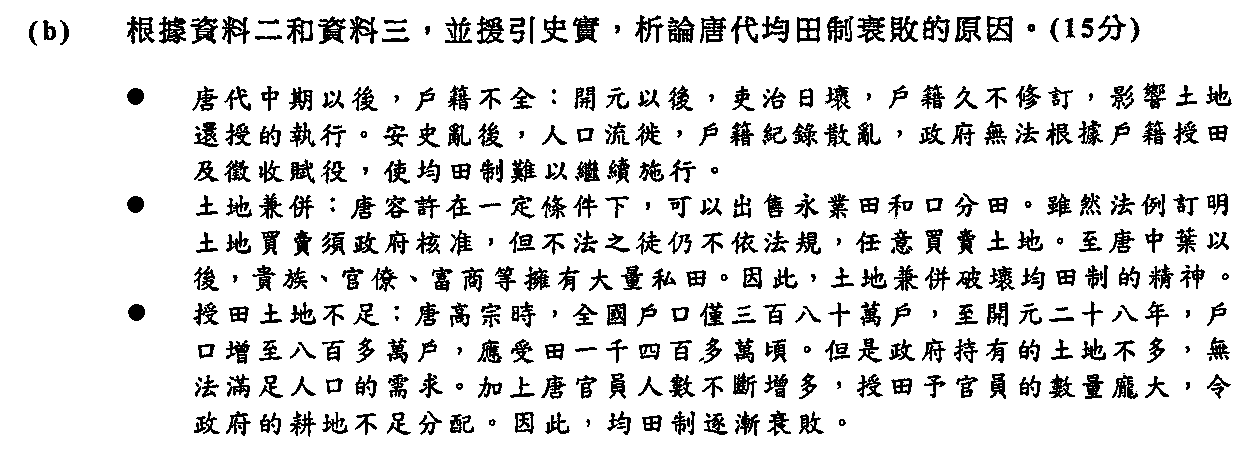 (b) 根據資料二和資料三，並援引史實，析論唐代均田制衰敗的原因。(15分)
● 唐代中期以後，戶籍不全：開元以後，吏治日壞，戶籍久不修訂，影響土地
還授的執行。安史亂後，人口流徙，戶籍紀錄散亂，政府無法根據戶籍授田
及徵收賦役，使均田制難以繼續施行。
● 土地兼併：唐容許在一定條件下，可以出售永業田和口分田。雖然法例訂明
土地買賣須政府核准，但不法之徒仍不依法規，任意買賣土地。至唐中葉以
後，貴族、官僚、富商等擁有大量私田。因此，土地兼併破壞均田制的精神。
● 授田土地不足：唐高宗時，全國戶口僅三百八十萬戶，至開元二十八年，戶
口增至八百多萬戶，應受田一千四百多萬頃。但是政府持有的土地不多，無
法滿足人口的需求。加上唐官員人數不斷增多，授田予官員的數量龐大，令
政府的耕地不足分配。因此，均田制逐漸衰敗。